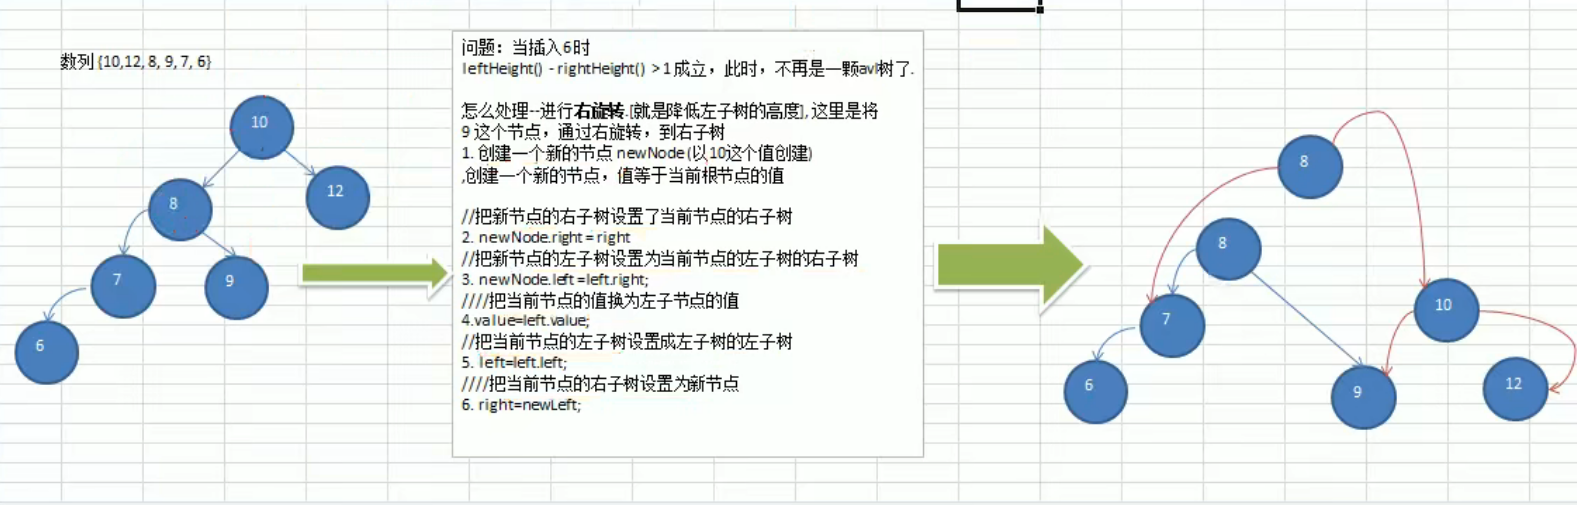 数列 {10,12, 8, 9, 7, 6}
10
8
12
7
9
6
问题：当插入6时
leftHeight() - rightHeight() > 1 成立，此时，不再是一颗avl树了.
怎么处理--进行右旋转.[就是降低左子树的高度], 这里是将
9 这个节点，通过右旋转，到右子树
1. 创建一个新的节点 newNode (以10这个值创建)
,创建一个新的节点，值等于当前根节点的值
//把新节点的右子树设置了当前节点的右子树
2. newNode.right = right
//把新节点的左子树设置为当前节点的左子树的右子树
3. newNode.left =left.right;
////把当前节点的值换为左子节点的值
4.value=left.value;
//把当前节点的左子树设置成左子树的左子树
5. left=left.left;
////把当前节点的右子树设置为新节点
6. right=newLeft;
8
8
7
10
6
9
12